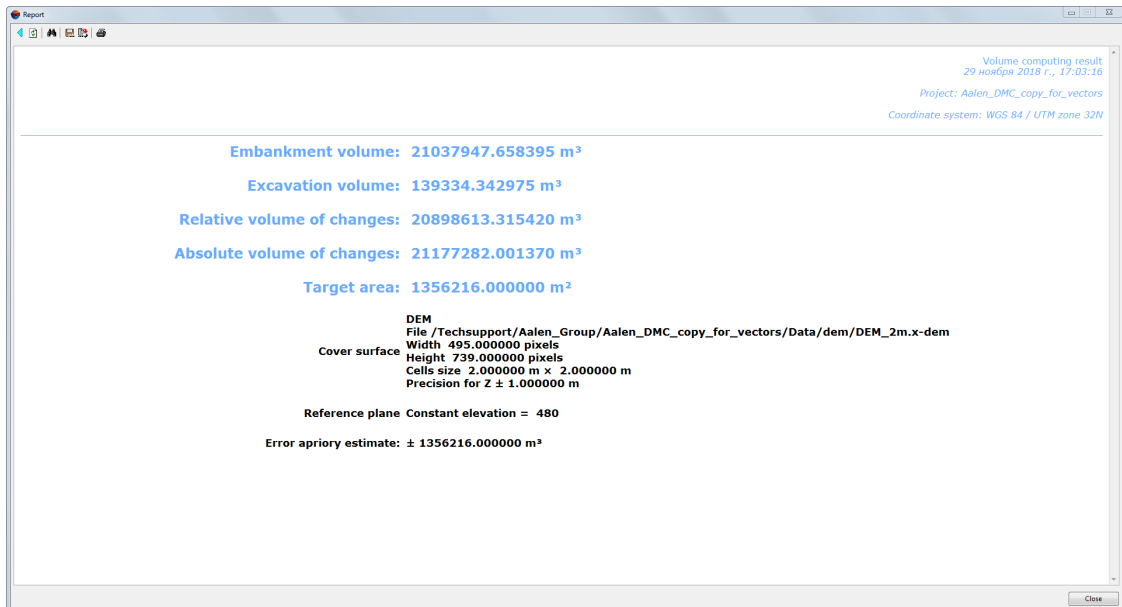 Report
Volume computing result
29 ноября 2018 г., 17:03:16
Project: Aalen_DMC_copy_for_vectors
Coordinate system: WGS 84 / UTM zone 32N
Embankment volume: 21037947.658395 m³
Excavation volume: 139334.342975 m³
Relative volume of changes: 20898613.315420 m³
Absolute volume of changes: 21177282.001370 m³
Target area: 1356216.000000 m²
DEM
File /Techsupport/Aalen_Group/Aalen_DMC_copy_for_vectors/Data/dem/DEM_2m.x-dem
Width 495.000000 pixels
Cover surface
Height 739.000000 pixels
Cells size 2.000000 m × 2.000000 m
Precision for Z ± 1.000000 m
Reference plane Constant elevation = 480
Error apriory estimate: ± 1356216.000000 m³
Close